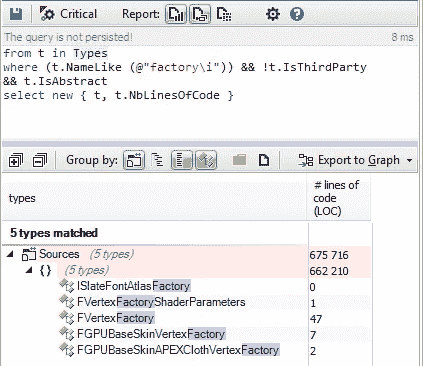 Critical Report:
The query is not persisted! 8 ms
from t in Types
where (t.NameLike (@"factory\i")) && !t.IsThirdParty
&& t.IsAbstract
select new { t, t.NbLinesOfCode }
Group by: Export to Graph
types # lines of code (LOC)
5 types matched
Sources (5 types) 675 716
{} (5 types) 662 210
ISlateFontAtlasFactory 0
FVertexFactoryShaderParameters 1
FVertexFactory 47
FGPUBaseSkinVertexFactory 7
FGPUBaseSkinAPEXClothVertexFactory 2